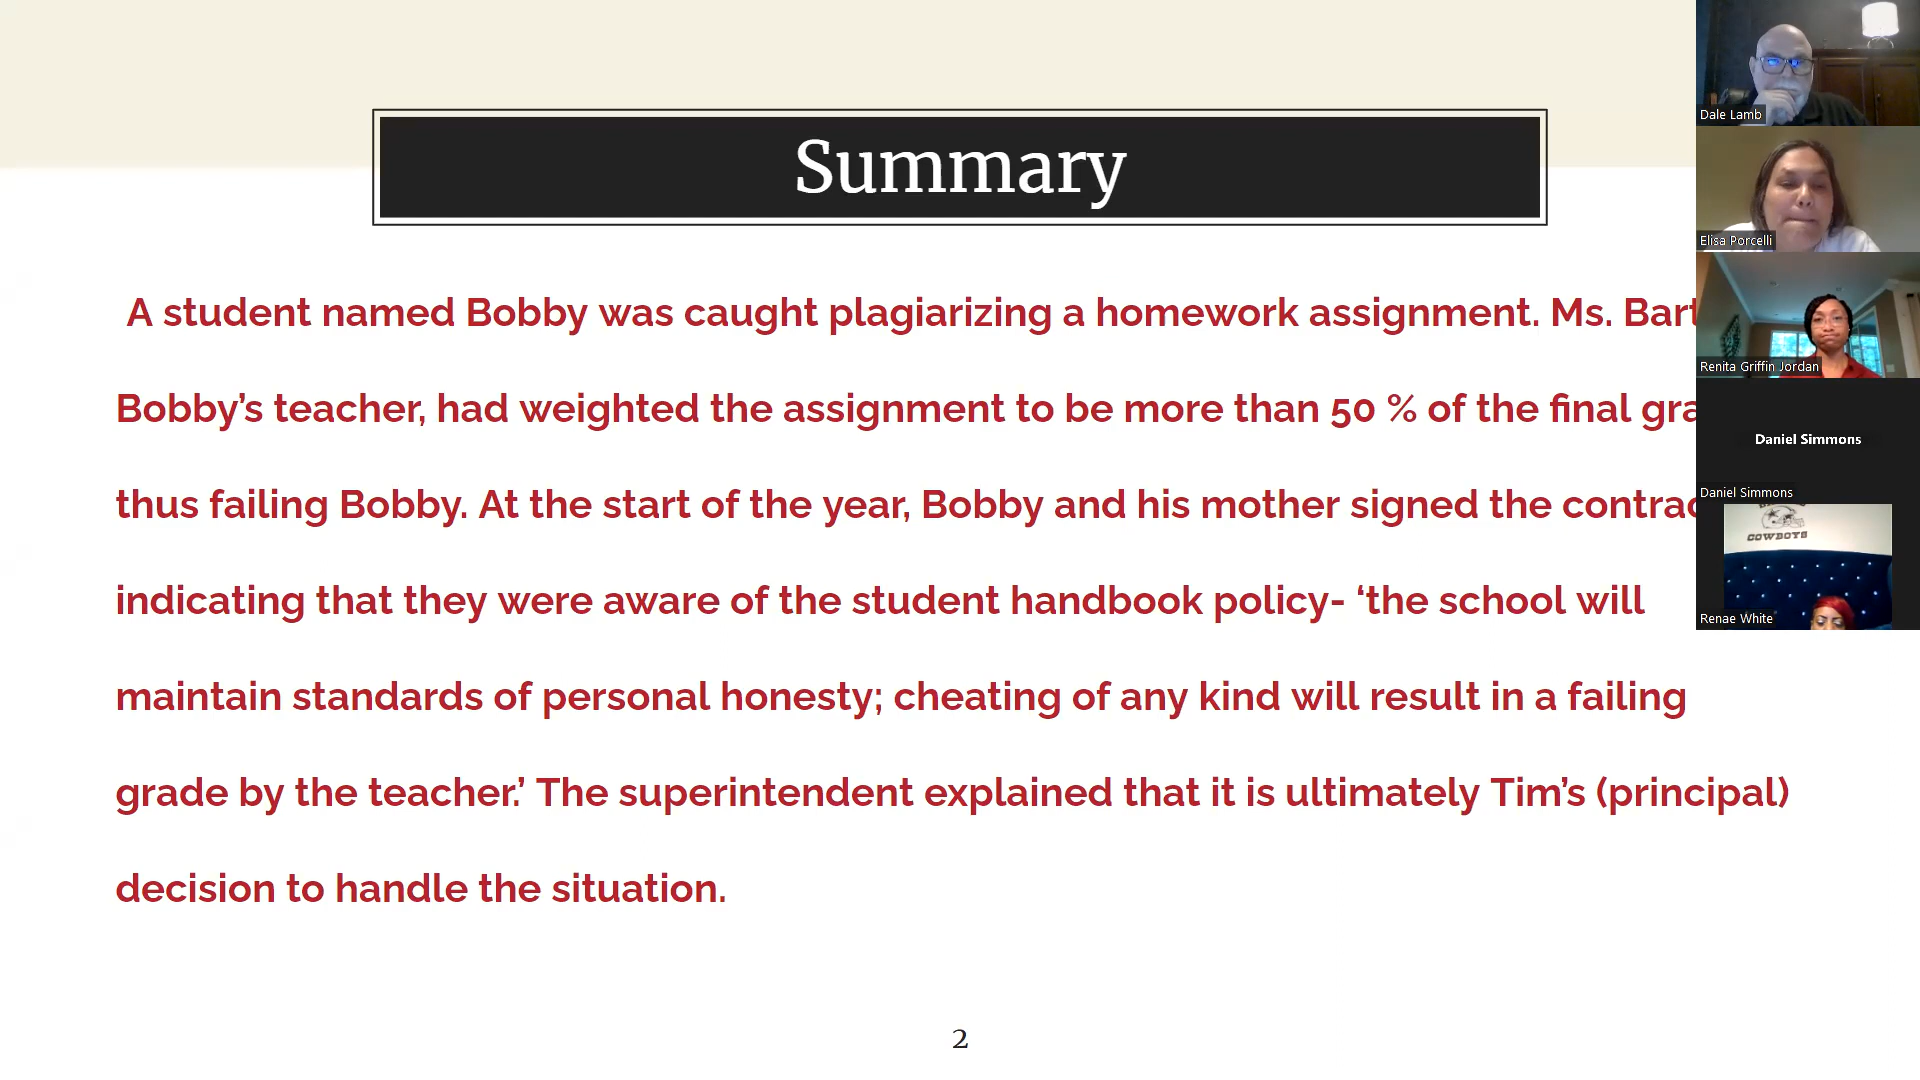 Summary
A student named Bobby was caught plagiarizing a homework assignment. Ms.
Bobby’s teacher, had weighted the assignment to be more than 50 % of the final
thus failing Bobby. At the start of the year, Bobby and his mother signed the
indicating that they were aware of the student handbook policy- ‘the school will
maintain standards of personal honesty; cheating of any kind will result in a failing
grade by the teacher.’ The superintendent explained that it is ultimately Tim’s (principal)
decision to handle the situation.
2
Dale Lamb
Elisa Porcelli
Renita Griffin Jordan
Daniel Simmons
Daniel Simmons
COWBOYS
Renae White